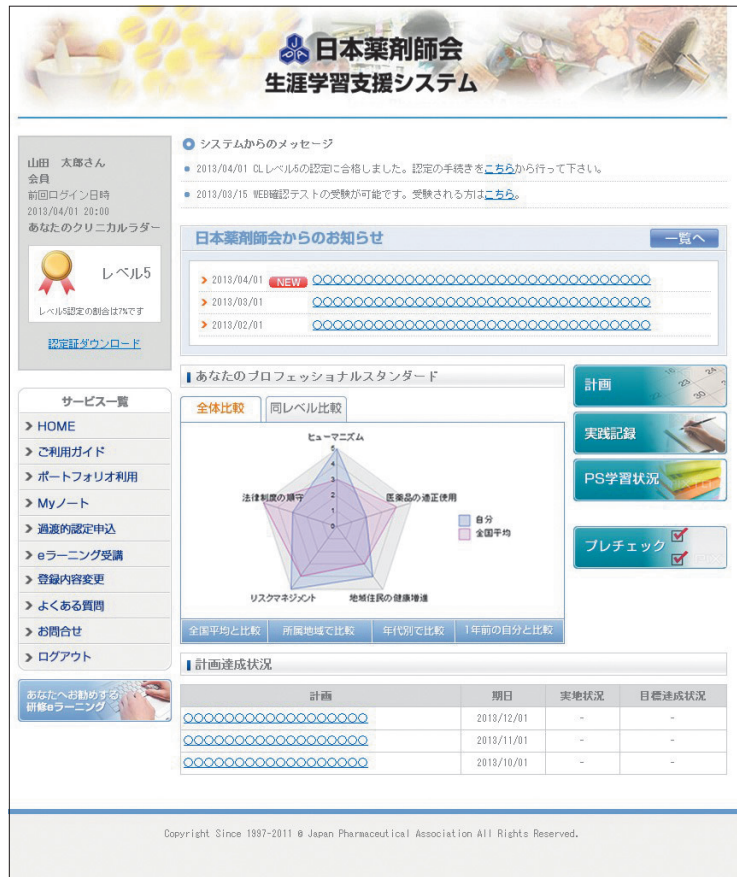 日本薬剤師会
生涯学習支援システム
山田 太郎さん
会員
前回ログイン日時
2013/04/01 20:00
あなたのクリニカルラダー
レベル5
レベル5認定の割合は7%です
認定証ダウンロード
サービス一覧
HOME
ご利用ガイド
ポートフォリオ利用
Myノート
過渡的認定申込
eラーニング受講
登録内容変更
よくある質問
お問合せ
ログアウト
あなたへお勧めする
研修eラーニング
システムからのメッセージ
2013/04/01 CLレベル5の認定に合格しました。認定の手続きをこちらから行って下さい。
2013/03/15 WEB確認テストの受験が可能です。受験される方はこちら。
日本薬剤師会からのお知らせ
一覧へ
2013/04/01 NEW ○○○○○○○○○○○○○○○○○○○○○○○○○○○○○○○○
2013/03/01 ○○○○○○○○○○○○○○○○○○○○○○○○○○○○○○○○
2013/02/01 ○○○○○○○○○○○○○○○○○○○○○○○○○○○○○○○○
あなたのプロフェッショナルスタンダード
全体比較 同レベル比較
ヒューマニズム
5
4
3
2
1
0
法律制度の順守
医薬品の適正使用
リスクマネジメント
地域住民の健康増進
自分
全国平均
全国平均と比較 所属地域で比較 年代別で比較 1年前の自分と比較
計画
実践記録
PS学習状況
プレチェック
計画達成状況
計画 期日 実地状況 目標達成状況
○○○○○○○○○○○○○○○○○○ 2013/12/01 - -
○○○○○○○○○○○○○○○○○○ 2013/11/01 - -
○○○○○○○○○○○○○○○○○○ 2013/10/01 - -
Copyright Since 1997-2011 @ Japan Pharmaceutical Association All Rights Reserved.